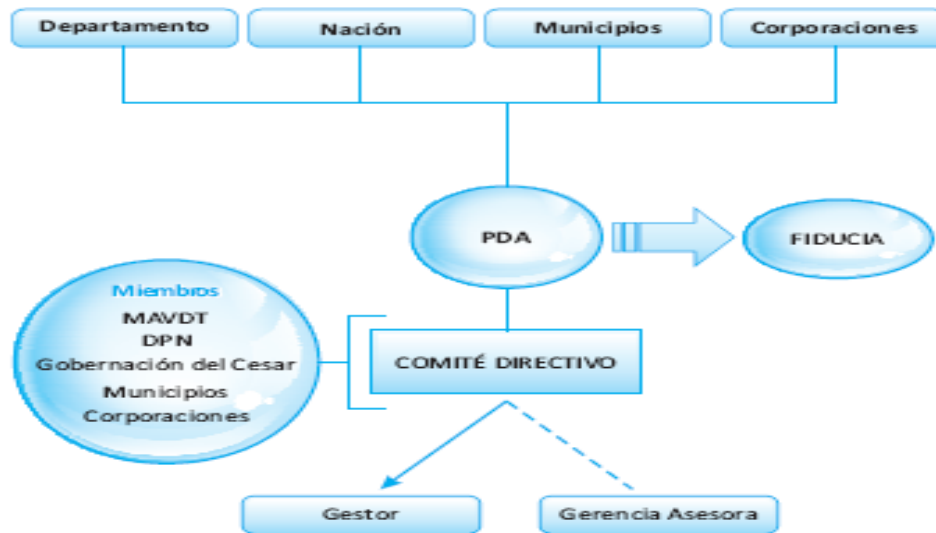 Departamento
Nación
Municipios
Corporaciones
PDA
FIDUCIA
Miembros
MAVDT
DPN
Gobernación del Cesar
Municipios
Corporaciones
COMITÉ DIRECTIVO
Gestor
Gerencia Asesora